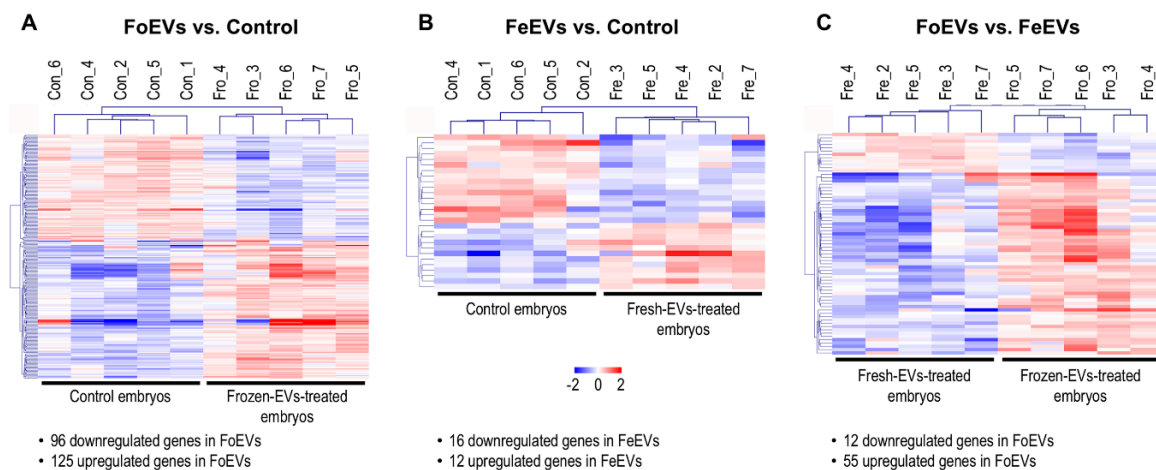 A
FoEVs vs. Control
Con_6
Con_4
Con_2
Con_5
Con_1
Fro_4
Fro_3
Fro_6
Fro_7
Fro_5
Control embryos
Frozen-EVs-treated
embryos
• 96 downregulated genes in FoEVs
• 125 upregulated genes in FoEVs
B
FeEVs vs. Control
Con_4
Con_1
Con_6
Con_5
Con_2
Fre_3
Fre_5
Fre_4
Fre_2
Fre_7
Control embryos
Fresh-EVs-treated
embryos
-2 0 2
• 16 downregulated genes in FeEVs
• 12 upregulated genes in FeEVs
C
FoEVs vs. FeEVs
Fre_4
Fre_2
Fre_5
Fre_3
Fre_7
Fro_5
Fro_7
Fro_6
Fro_3
Fro_4
Fresh-EVs-treated
embryos
Frozen-EVs-treated
embryos
• 12 downregulated genes in FoEVs
• 55 upregulated genes in FoEVs